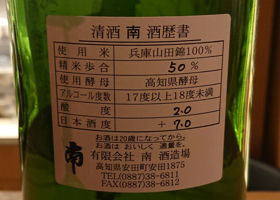 清酒 南 酒歴書
使用米 兵庫山田錦100%
精米歩合 50%
使用酵母 高知県酵母
アルコール度数 17度以上18度未満
酸度 2.0
日本酒度 + 7.0
お酒は20歳になってから。
お酒は おいしく 適量を。
南 有限会社 南 酒造場
高知県安田町安田1875
TEL(0887)38-6811
FAX(0887)38-6812